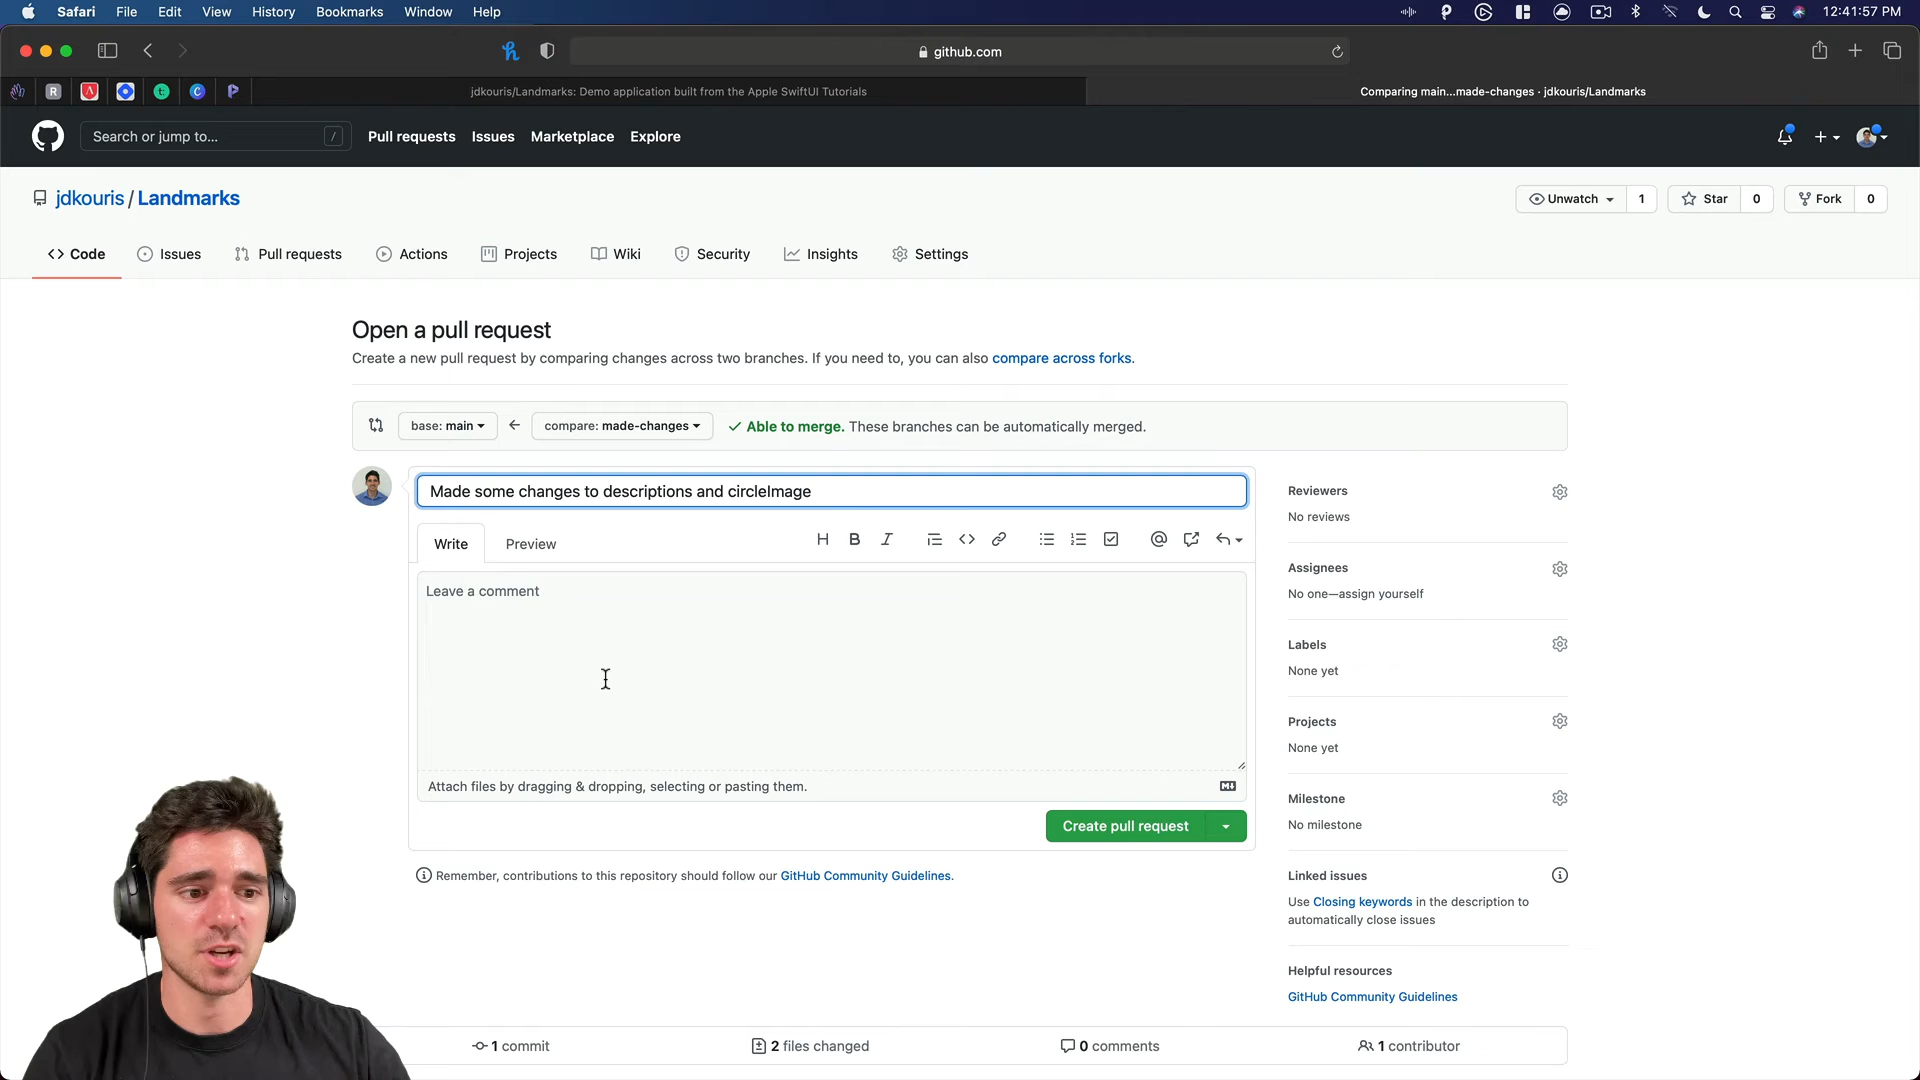 Safari File Edit View History Bookmarks Window Help 12:41:57 PM
github.com
R C jdkouris/Landmarks: Demo application built from the Apple SwiftUI Tutorials Comparing main...made-changes · jdkouris/Landmarks
Search or jump to... / Pull requests Issues Marketplace Explore
jdkouris / Landmarks Unwatch 1 Star 0 Fork 0
Code Issues Pull requests Actions Projects Wiki Security Insights Settings
Open a pull request
Create a new pull request by comparing changes across two branches. If you need to, you can also compare across forks.
base: main compare: made-changes Able to merge. These branches can be automatically merged.
Made some changes to descriptions and circleImage
Write Preview H B I
Leave a comment
Attach files by dragging & dropping, selecting or pasting them.
Create pull request
Remember, contributions to this repository should follow our GitHub Community Guidelines.
Reviewers
No reviews
Assignees
No one—assign yourself
Labels
None yet
Projects
None yet
Milestone
No milestone
Linked issues
Use Closing keywords in the description to
automatically close issues
Helpful resources
GitHub Community Guidelines
1 commit 2 files changed 0 comments 1 contributor